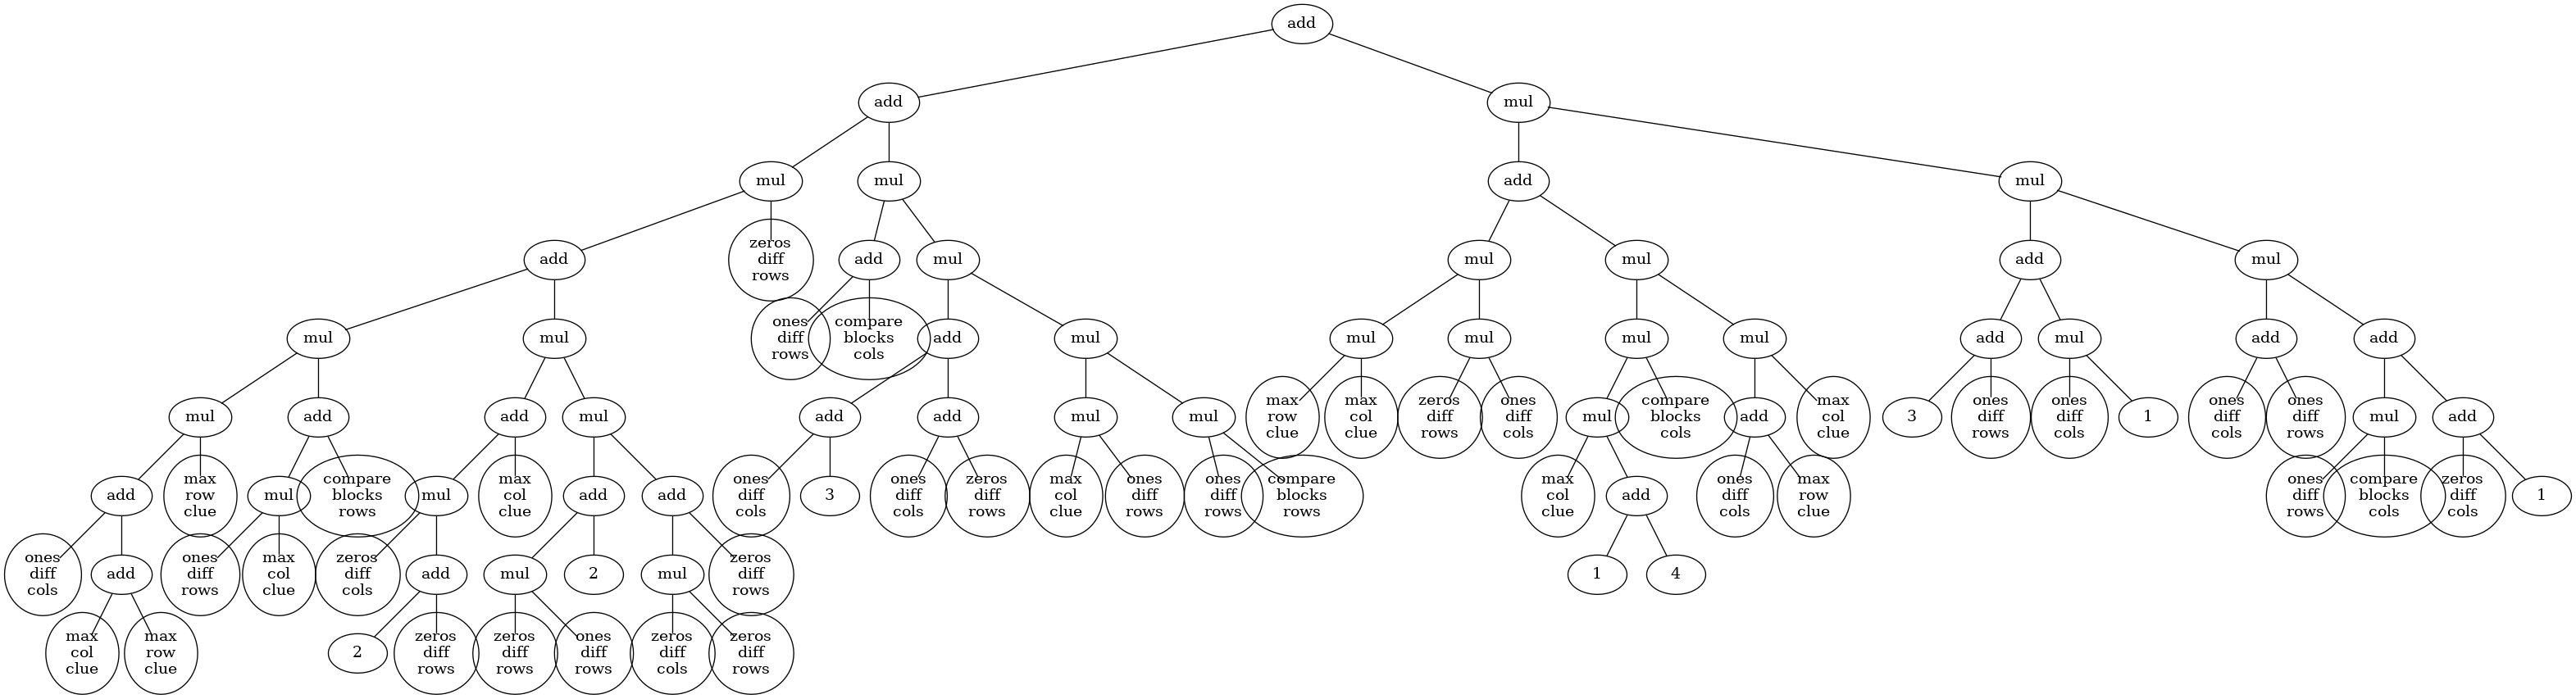 add
add
mul
mul
mul
add
mul
add
zeros
diff
rows
add
mul
mul
mul
add
mul
mul
mul
ones
diff
rows
compare
blocks
cols
add
mul
mul
mul
mul
mul
add
mul
add
add
mul
add
add
mul
add
ones
diff
cols
3
add
mul
mul
max
row
clue
max
col
clue
zeros
diff
rows
ones
diff
cols
mul
compare
blocks
cols
add
max
col
clue
3
ones
diff
rows
ones
diff
cols
1
ones
diff
cols
ones
diff
rows
mul
add
add
max
row
clue
mul
compare
blocks
rows
mul
max
col
clue
add
add
ones
diff
cols
3
ones
diff
cols
zeros
diff
rows
max
col
clue
ones
diff
rows
ones
diff
rows
compare
blocks
rows
max
col
clue
add
ones
diff
cols
max
row
clue
ones
diff
rows
compare
blocks
cols
zeros
diff
cols
1
ones
diff
cols
add
ones
diff
rows
max
col
clue
zeros
diff
cols
add
mul
2
mul
zeros
diff
rows
1
4
max
col
clue
max
row
clue
2
zeros
diff
rows
zeros
diff
rows
ones
diff
rows
zeros
diff
cols
zeros
diff
rows